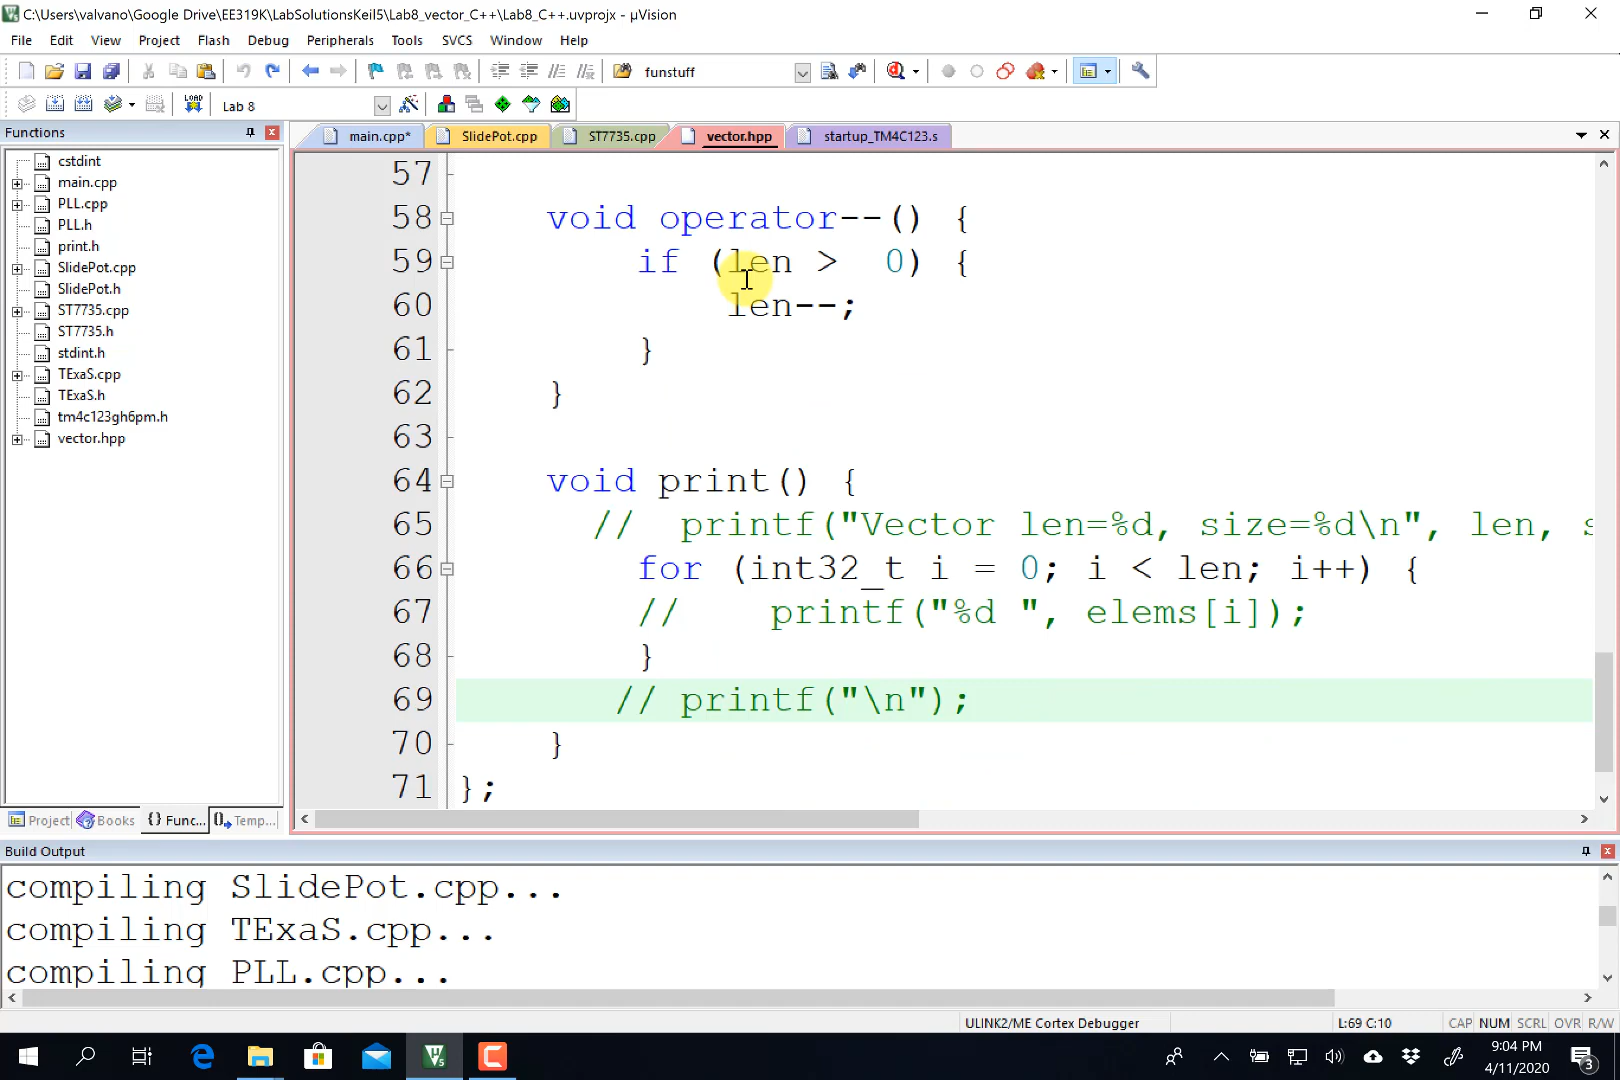 C:\Users\valvano\Google Drive\EE319K\LabSolutionsKeil5\Lab8_vector_C++\Lab8_C++.uvprojx - µVision
File Edit View Project Flash Debug Peripherals Tools SVCS Window Help
funstuff
LOAD Lab 8
Functions
main.cpp* SlidePot.cpp ST7735.cpp vector.hpp startup_TM4C123.s
cstdint
main.cpp
PLL.cpp
PLL.h
print.h
SlidePot.cpp
SlidePot.h
ST7735.cpp
ST7735.h
stdint.h
TExaS.cpp
TExaS.h
tm4c123gh6pm.h
vector.hpp
57
58 void operator--() {
59 if (len > 0) {
60 len--;
61 }
62 }
63
64 void print() {
65 // printf("Vector len=%d, size=%d\n", len, s
66 for (int32_t i = 0; i < len; i++) {
67 // printf("%d ", elems[i]);
68 }
69 // printf("\n");
70 }
71 };
Project Books {} Func... Temp...
Build Output
compiling SlidePot.cpp...
compiling TExaS.cpp...
compiling PLL.cpp...
ULINK2/ME Cortex Debugger L:69 C:10 CAP NUM SCRL OVR R/W
9:04 PM
4/11/2020
3